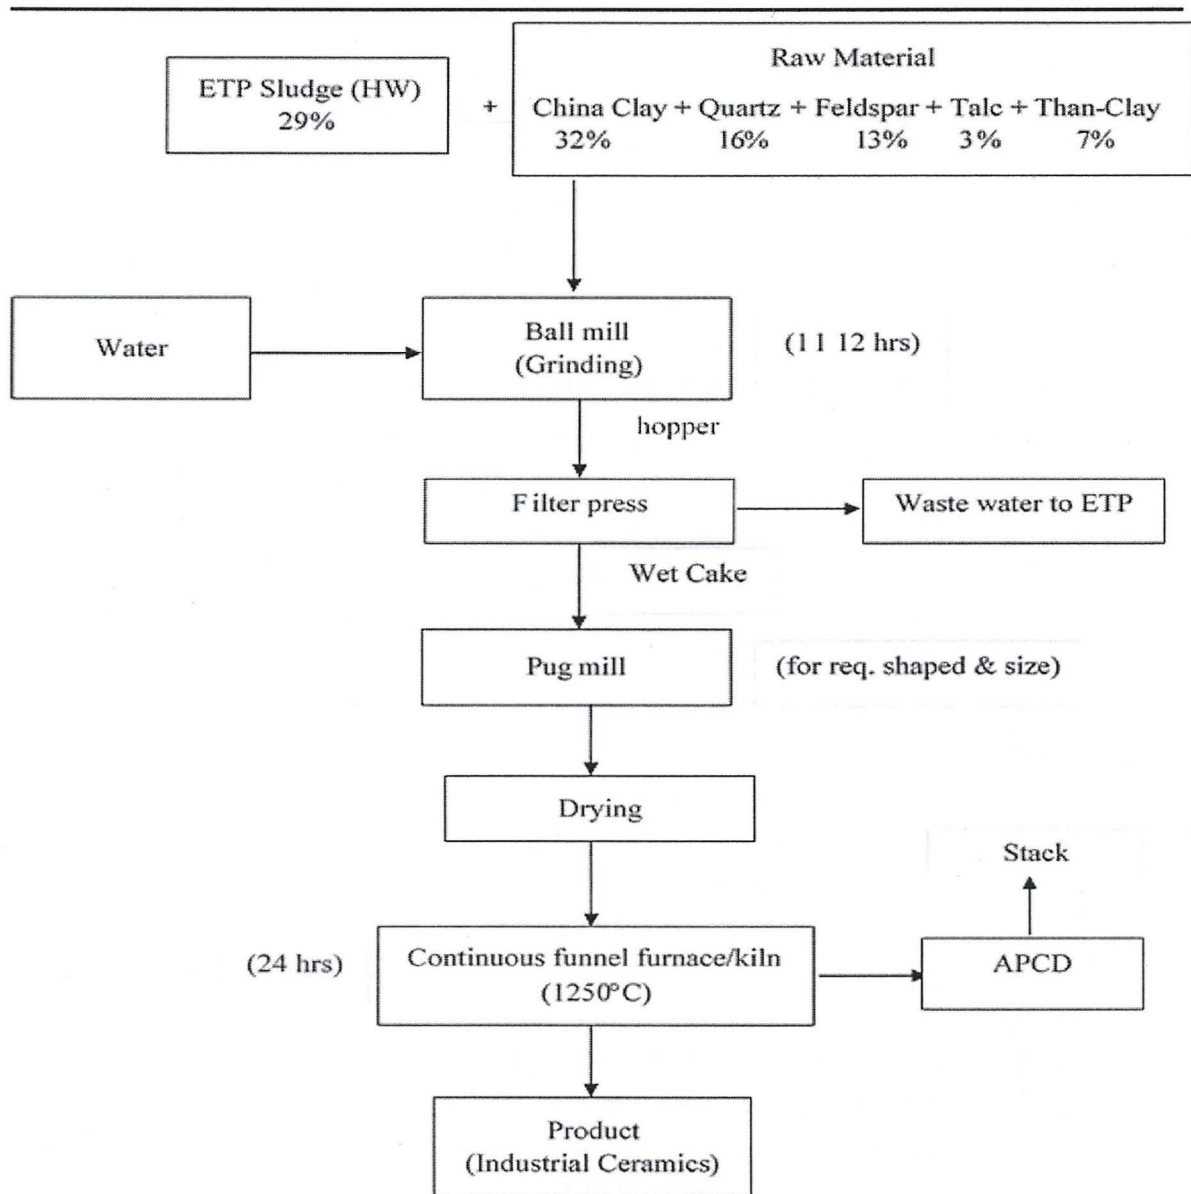 Raw Material
ETP Sludge (HW)
29%
+
China Clay + Quartz + Feldspar + Talc + Than-Clay
32% 16% 13% 3% 7%
Water
Ball mill
(Grinding)
(11 12 hrs)
hopper
Filter press
Waste water to ETP
Wet Cake
Pug mill
(for req. shaped & size)
Drying
Stack
(24 hrs)
Continuous funnel furnace/kiln
(1250°C)
APCD
Product
(Industrial Ceramics)